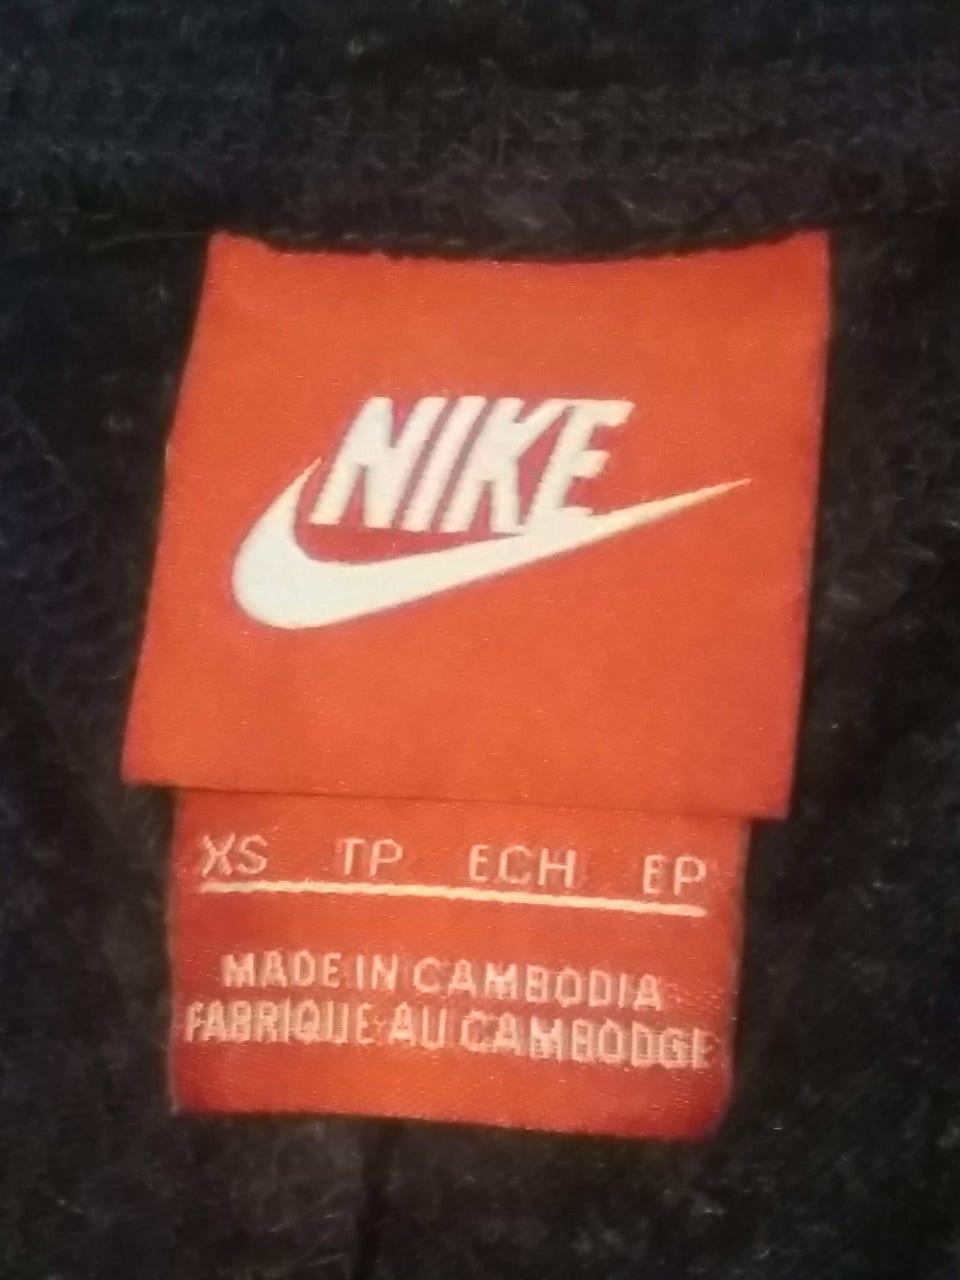 NIKE
XS TP ECH EP
MADE IN CAMBODIA
FABRIQUE AU CAMBODGE